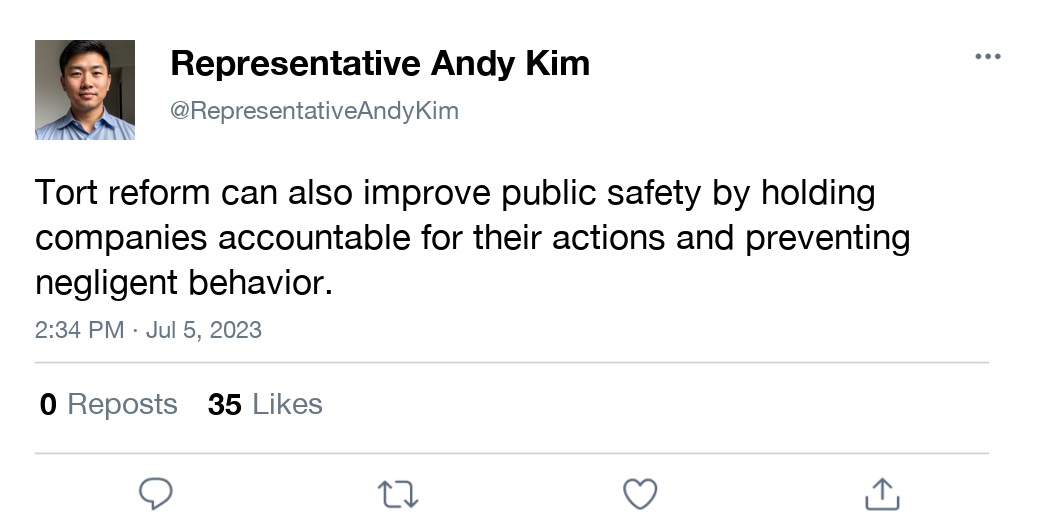 Representative Andy Kim
@RepresentativeAndyKim
Tort reform can also improve public safety by holding
companies accountable for their actions and preventing
negligent behavior.
2:34 PM · Jul 5, 2023
0 Reposts 35 Likes